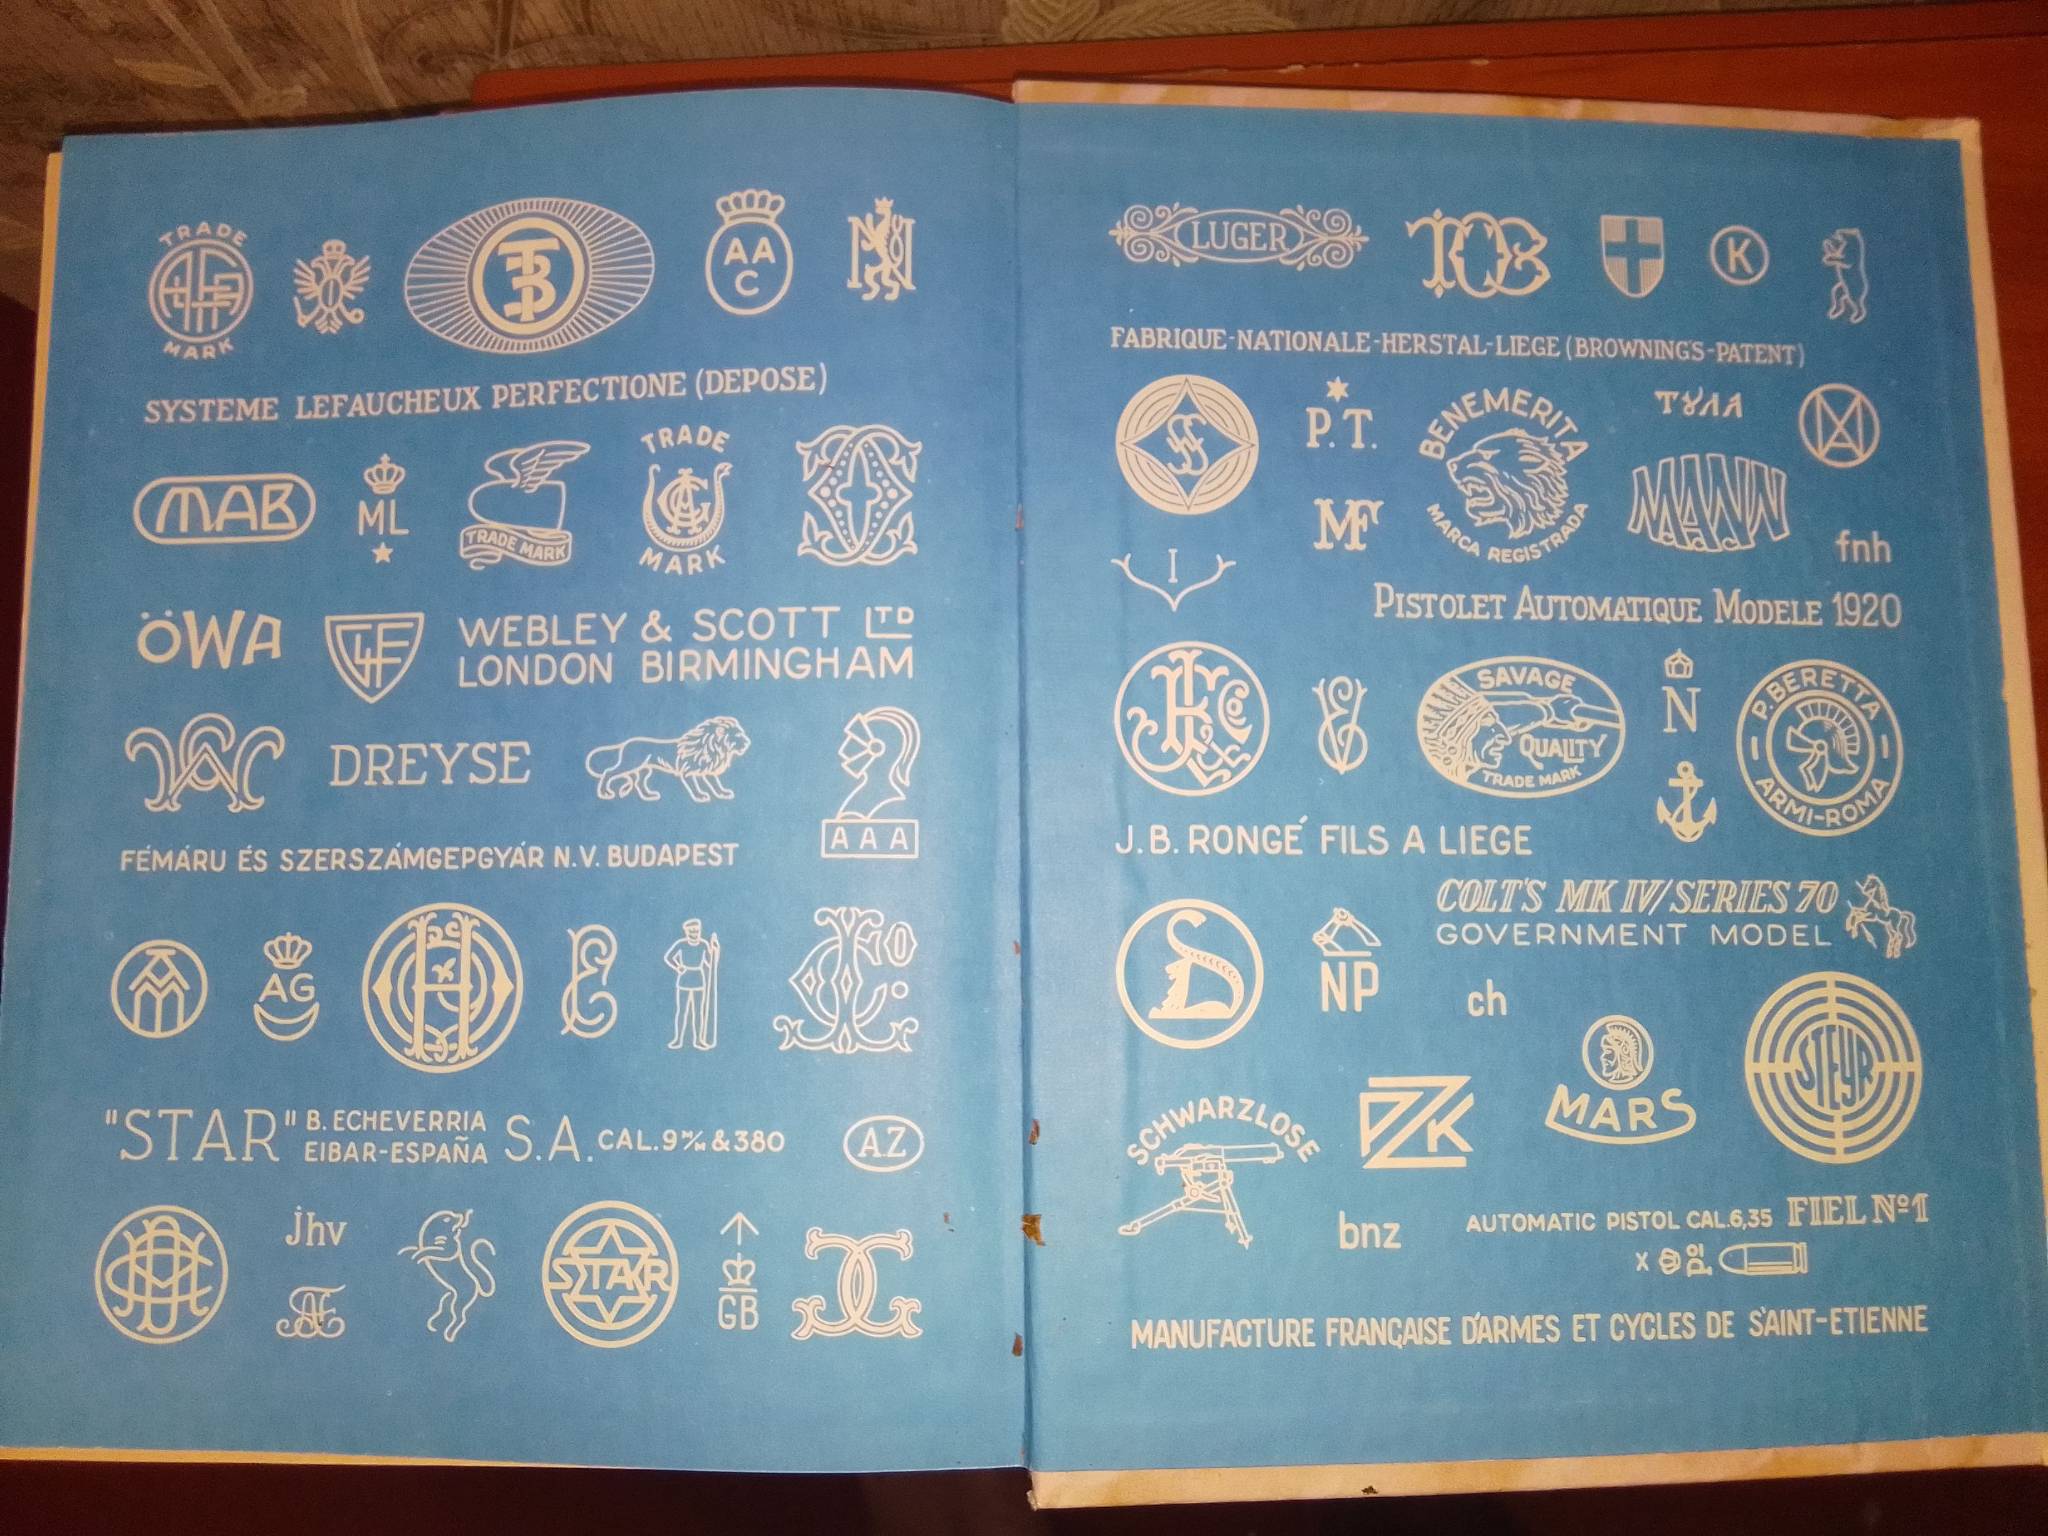 TRADE
MARK
AA
C
SYSTEME LEFAUCHEUX PERFECTIONE (DEPOSE)
MAB
ML
TRADE MARK
TRADE
MARK
ÖWA
WEBLEY & SCOTT LTD
LONDON BIRMINGHAM
DREYSE
AAA
FÉMÁRU ÉS SZERSZÁMGEPGYÁR N.V. BUDAPEST
AG
"STAR" B. ECHEVERRIA
EIBAR-ESPAÑA S.A. CAL. 9 m/m & 380
A.Z
jhv
STAR
GB
LUGER
K
FABRIQUE-NATIONALE-HERSTAL-LIEGE (BROWNING'S-PATENT)
P.T.
MF
BENEMERITA
MARCA REGISTRADA
MANN
fnh
I
PISTOLET AUTOMATIQUE MODELE 1920
SAVAGE
QUALITY
TRADE MARK
N
P. BERETTA
ARMI-ROMA
J.B. RONGÉ FILS A LIEGE
COLT'S MK IV/SERIES 70
GOVERNMENT MODEL
NP
ch
MARS
STEYR
SCHWARZLOSE
PZK
bnz
AUTOMATIC PISTOL CAL.6,35 FIEL Nº1
MANUFACTURE FRANÇAISE D'ARMES ET CYCLES DE SAINT-ETIENNE